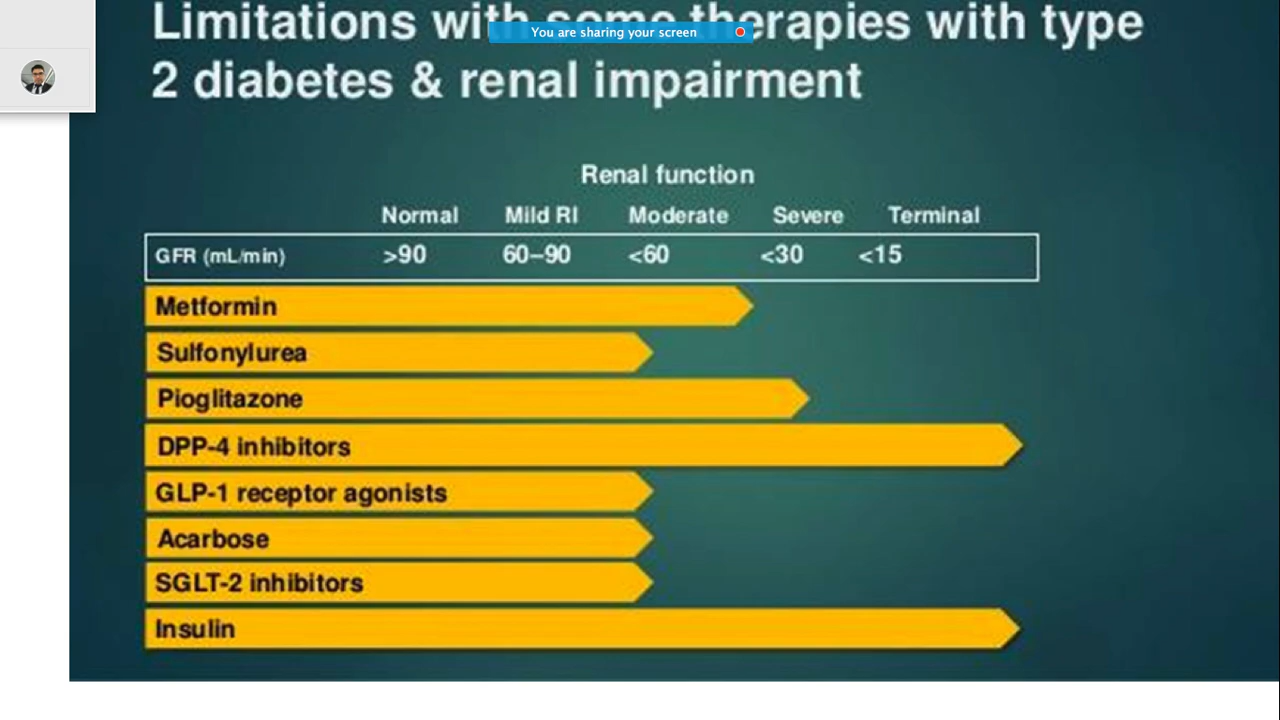 Limitations with some therapies with type
You are sharing your screen
2 diabetes & renal impairment
Renal function
Normal Mild RI Moderate Severe Terminal
GFR (mL/min) >90 60–90 <60 <30 <15
Metformin
Sulfonylurea
Pioglitazone
DPP-4 inhibitors
GLP-1 receptor agonists
Acarbose
SGLT-2 inhibitors
Insulin